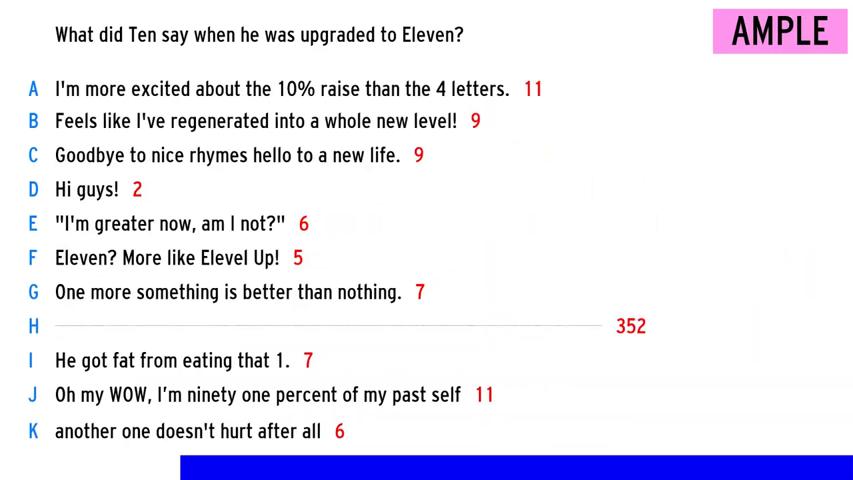 What did Ten say when he was upgraded to Eleven?
AMPLE
A I'm more excited about the 10% raise than the 4 letters. 11
B Feels like I've regenerated into a whole new level! 9
C Goodbye to nice rhymes hello to a new life. 9
D Hi guys! 2
E "I'm greater now, am I not?" 6
F Eleven? More like Elevel Up! 5
G One more something is better than nothing. 7
H 352
I He got fat from eating that 1. 7
J Oh my WOW, I'm ninety one percent of my past self 11
K another one doesn't hurt after all 6